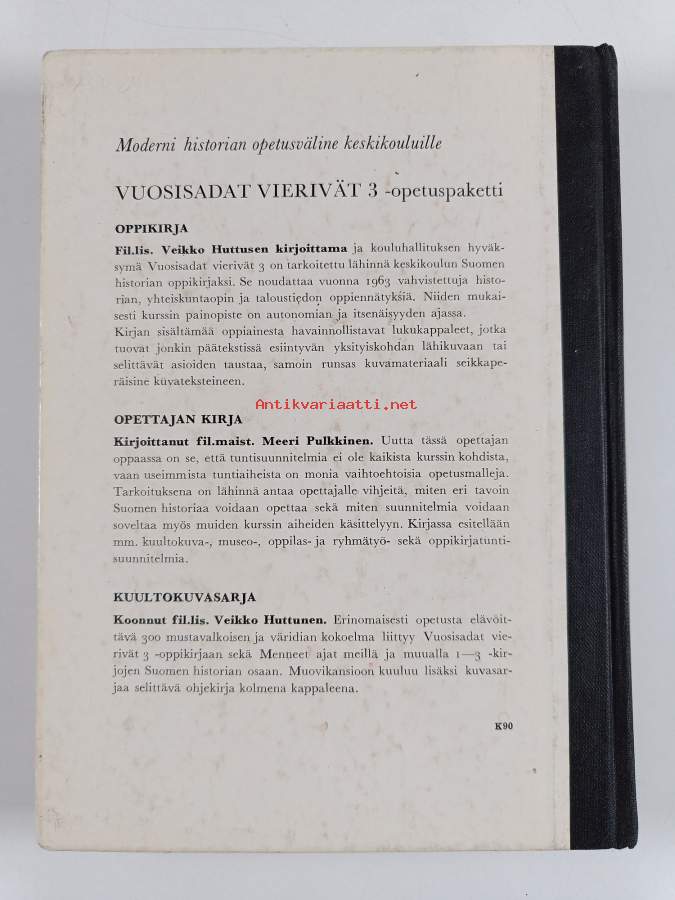 Moderni historian opetusväline keskikouluille
VUOSISADAT VIERIVÄT 3 -opetuspaketti
OPPIKIRJA
Fil.lis. Veikko Huttusen kirjoittama ja kouluhallituksen hyväk-
symä Vuosisadat vierivät 3 on tarkoitettu lähinnä keskikoulun Suomen
historian oppikirjaksi. Se noudattaa vuonna 1963 vahvistettuja histo-
rian, yhteiskuntaopin ja taloustiedon oppiennätyksiä. Niiden mukai-
sesti kurssin painopiste on autonomian ja itsenäisyyden ajassa.
Kirjan sisältämää oppiainesta havainnollistavat lukukappaleet, jotka
tuovat jonkin päätekstissä esiintyvän yksityiskohdan lähikuvaan tai
selittävät asioiden taustaa, samoin runsas kuvamateriaali seikkape-
räisine kuvateksteineen.
Antikvariaatti.net
OPETTAJAN KIRJA
Kirjoittanut fil.maist. Meeri Pulkkinen. Uutta tässä opettajan
oppaassa on se, että tuntisuunnitelmia ei ole kaikista kurssin kohdista,
vaan useimmista tuntiaiheista on monia vaihtoehtoisia opetusmalleja.
Tarkoituksena on lähinnä antaa opettajalle vihjeitä, miten eri tavoin
Suomen historiaa voidaan opettaa sekä miten suunnitelmia voidaan
soveltaa myös muiden kurssin aiheiden käsittelyyn. Kirjassa esitellään
mm. kuultokuva-, museo-, oppilas- ja ryhmätyö- sekä oppikirjatunti-
suunnitelmia.
KUULTOKUVASARJA
Koonnut fil.lis. Veikko Huttunen. Erinomaisesti opetusta elävöit-
tävä 300 mustavalkoisen ja väridian kokoelma liittyy Vuosisadat vie-
rivät 3 -oppikirjaan sekä Menneet ajat meillä ja muualla 1—3 -kir-
jojen Suomen historian osaan. Muovikansioon kuuluu lisäksi kuvasar-
jaa selittävä ohjekirja kolmena kappaleena.
K90